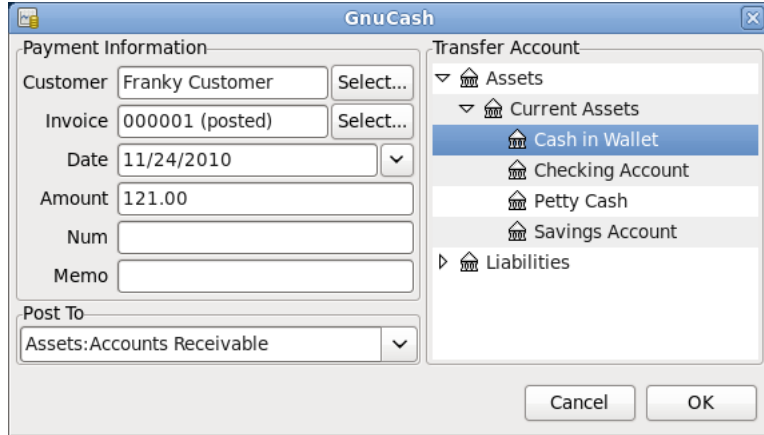 GnuCash
Payment Information
Customer Franky Customer Select...
Invoice 000001 (posted) Select...
Date 11/24/2010
Amount 121.00
Num
Memo
Post To
Assets:Accounts Receivable
Transfer Account
Assets
Current Assets
Cash in Wallet
Checking Account
Petty Cash
Savings Account
Liabilities
Cancel OK